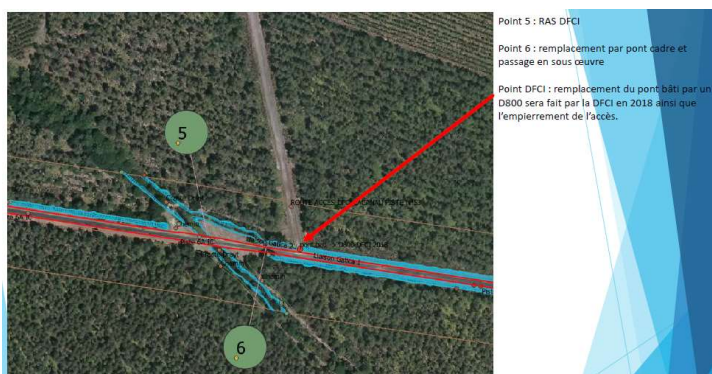 Point 5 : RAS DFCI
Point 6 : remplacement par pont cadre et
passage en sous œuvre
Point DFCI : remplacement du pont bâti par un
D800 sera fait par la DFCI en 2018 ainsi que
l'empierrement de l'accès.
5
6